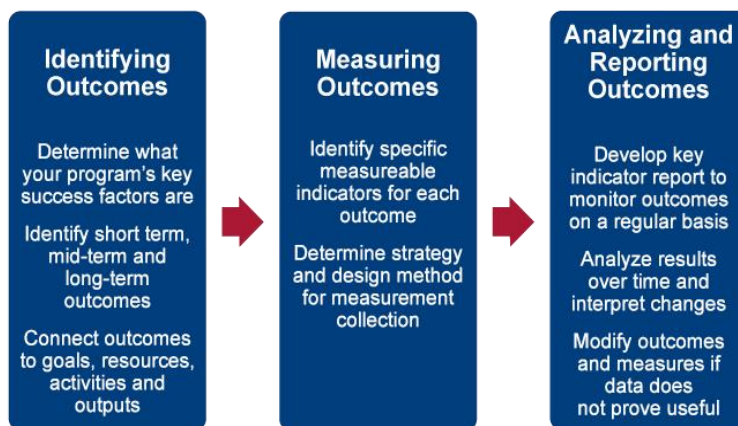 Identifying
Outcomes
Determine what
your program's key
success factors are
Identify short term,
mid-term and
long-term
outcomes
Connect outcomes
to goals, resources,
activities and
outputs
Measuring
Outcomes
Identify specific
measureable
indicators for each
outcome
Determine strategy
and design method
for measurement
collection
Analyzing and
Reporting
Outcomes
Develop key
indicator report to
monitor outcomes
on a regular basis
Analyze results
over time and
interpret changes
Modify outcomes
and measures if
data does
not prove useful